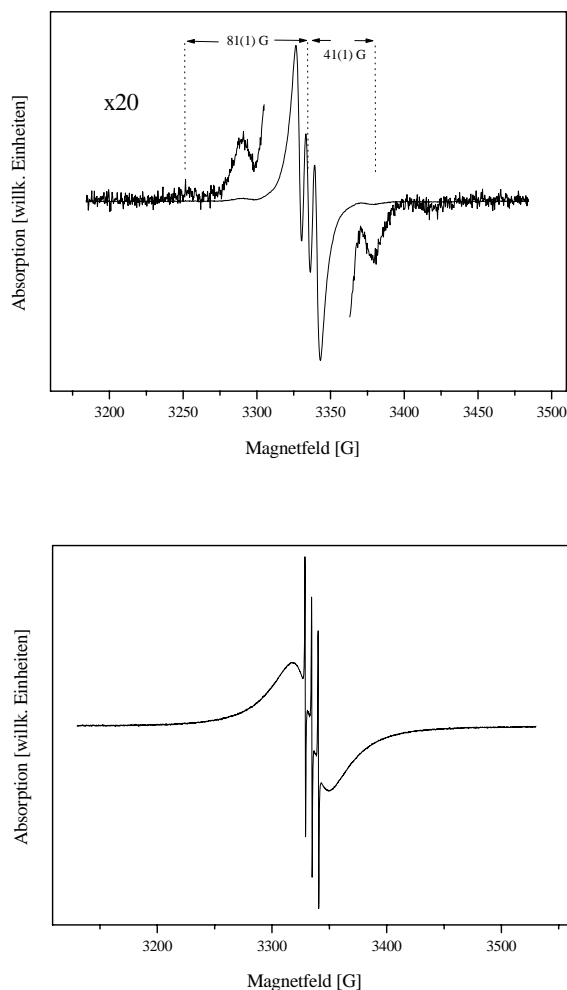 81(1) G
41(1) G
x20
Absorption [willk. Einheiten]
3200 3250 3300 3350 3400 3450 3500
Magnetfeld [G]
Absorption [willk. Einheiten]
3200 3300 3400 3500
Magnetfeld [G]